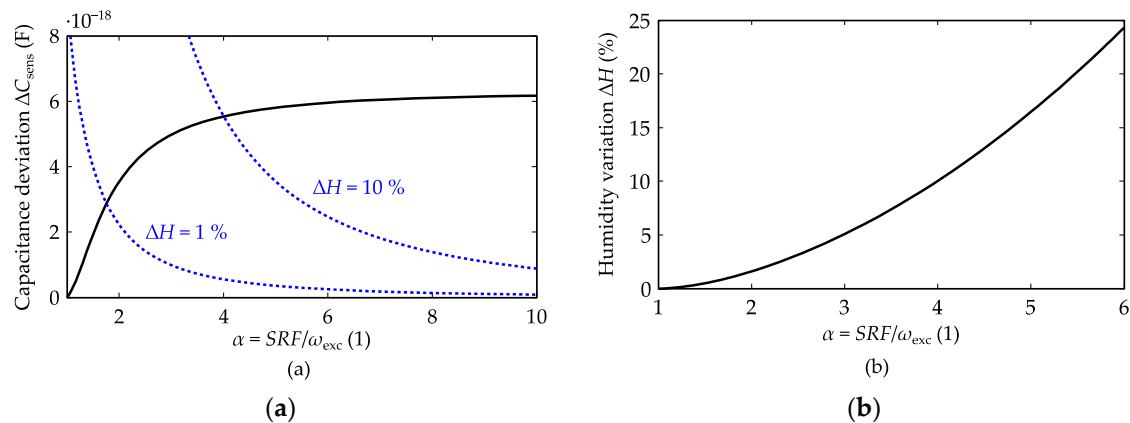 ·10⁻¹⁸
Capacitance deviation ΔC_sens (F)
8
6
4
2
0
ΔH = 10 %
ΔH = 1 %
2
4
6
8
10
α = SRF/ω_exc (1)
(a)
(a)
Humidity variation ΔH (%)
25
20
15
10
5
0
1
2
3
4
5
6
α = SRF/ω_exc (1)
(b)
(b)